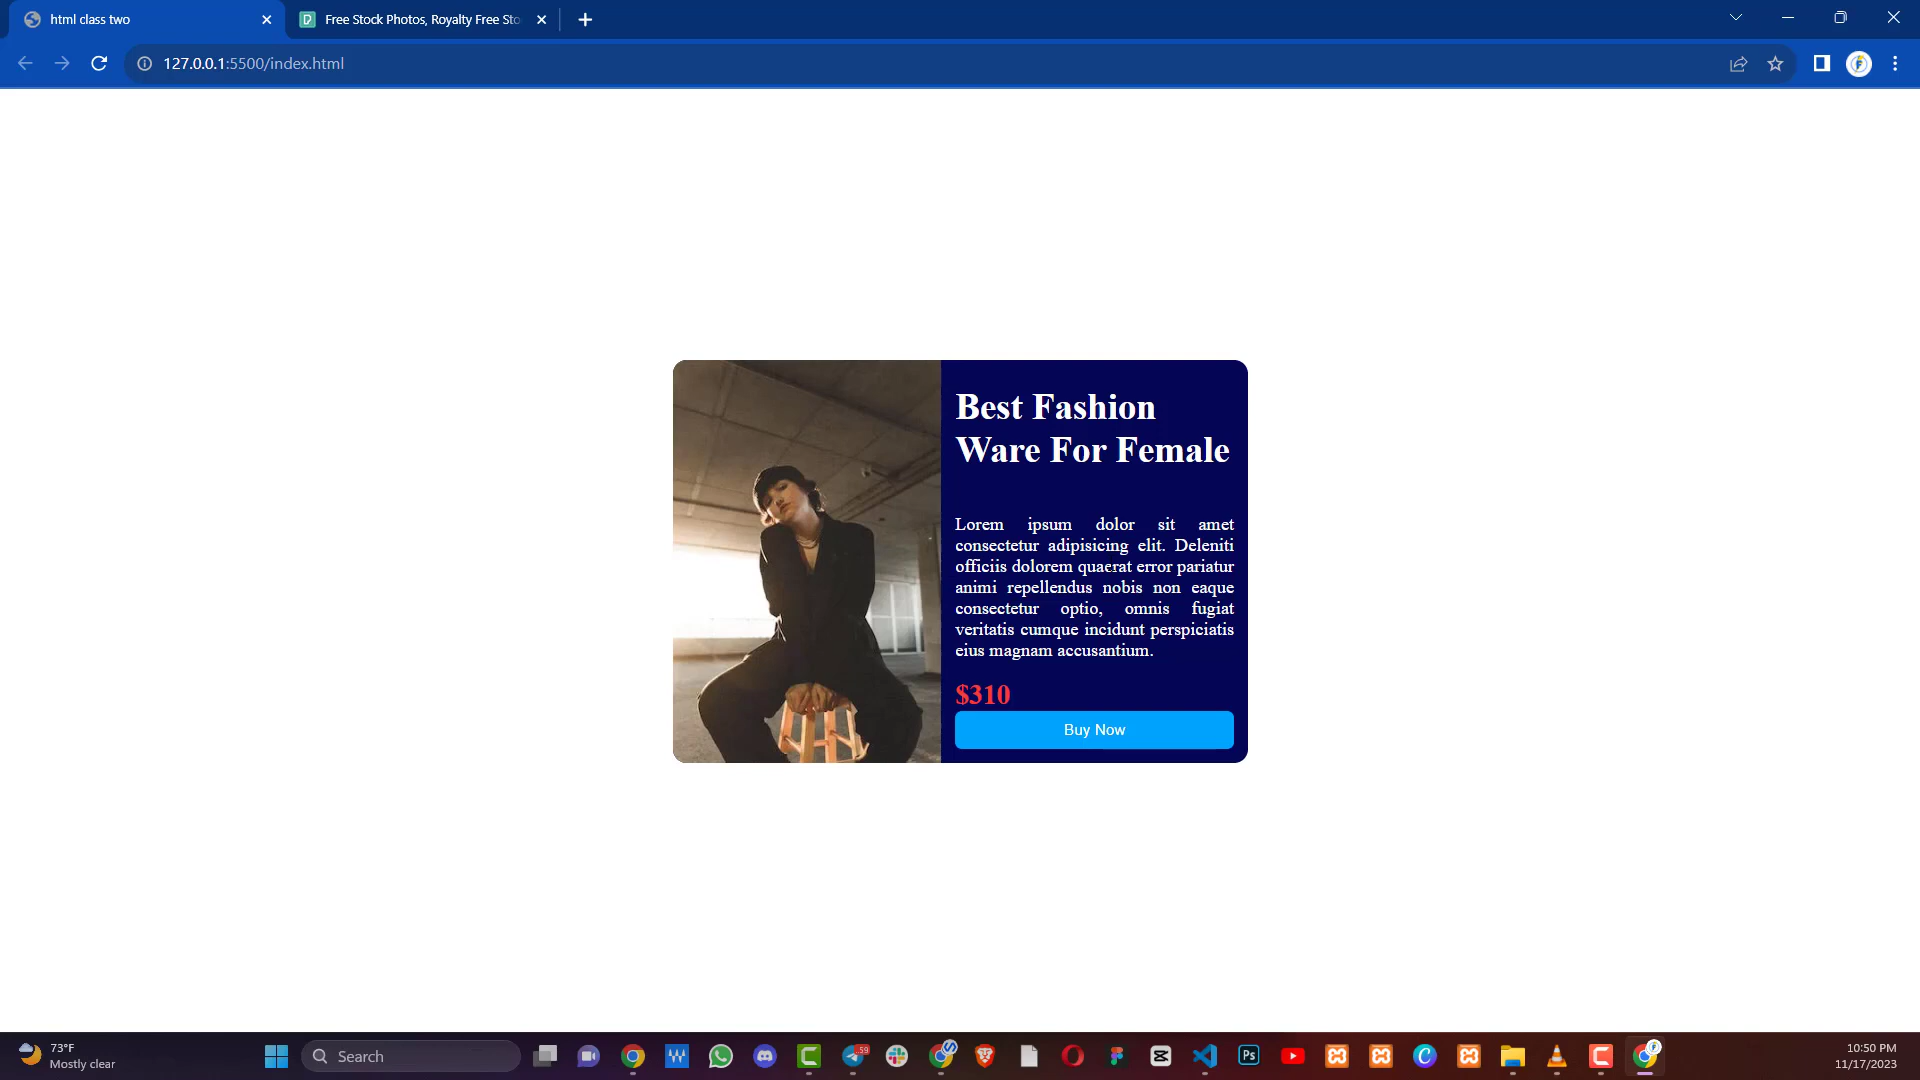 html class two
Free Stock Photos, Royalty Free Sto
127.0.0.1:5500/index.html
Best Fashion
Ware For Female
Lorem ipsum dolor sit amet
consectetur adipisicing elit. Deleniti
officiis dolorem quaerat error pariatur
animi repellendus nobis non eaque
consectetur optio, omnis fugiat
veritatis cumque incidunt perspiciatis
eius magnam accusantium.
$310
Buy Now
73°F
Mostly clear
Search
59
Ps
10:50 PM
11/17/2023